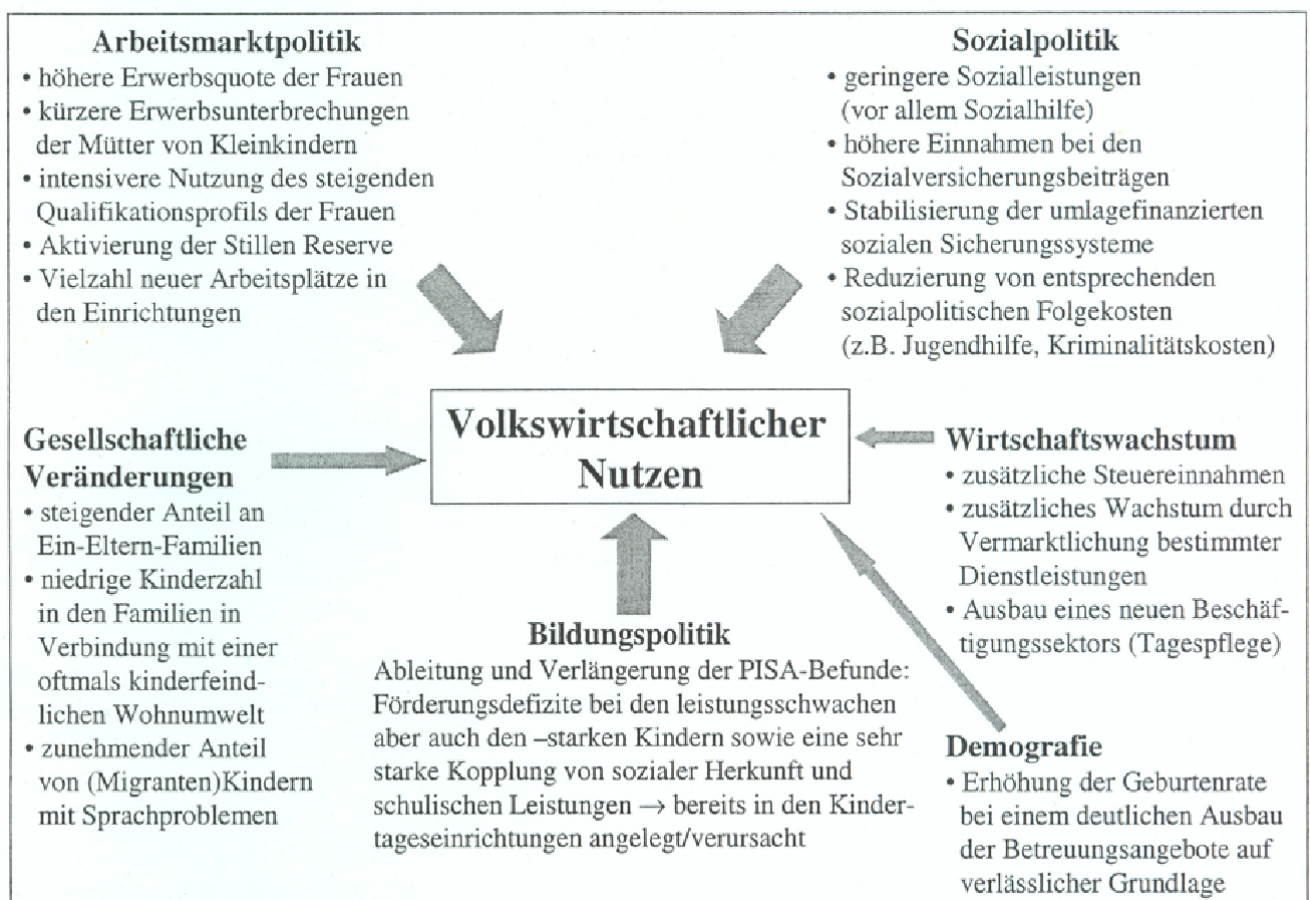 Arbeitsmarktpolitik
• höhere Erwerbsquote der Frauen
• kürzere Erwerbsunterbrechungen
der Mütter von Kleinkindern
• intensivere Nutzung des steigenden
Qualifikationsprofils der Frauen
• Aktivierung der Stillen Reserve
• Vielzahl neuer Arbeitsplätze in
den Einrichtungen
Sozialpolitik
• geringere Sozialleistungen
(vor allem Sozialhilfe)
• höhere Einnahmen bei den
Sozialversicherungsbeiträgen
• Stabilisierung der umlagefinanzierten
sozialen Sicherungssysteme
• Reduzierung von entsprechenden
sozialpolitischen Folgekosten
(z.B. Jugendhilfe, Kriminalitätskosten)
Volkswirtschaftlicher
Nutzen
Gesellschaftliche
Veränderungen
• steigender Anteil an
Ein-Eltern-Familien
• niedrige Kinderzahl
in den Familien in
Verbindung mit einer
oftmals kinderfeind-
lichen Wohnumwelt
• zunehmender Anteil
von (Migranten)Kindern
mit Sprachproblemen
Bildungspolitik
Ableitung und Verlängerung der PISA-Befunde:
Förderungsdefizite bei den leistungsschwachen
aber auch den –starken Kindern sowie eine sehr
starke Kopplung von sozialer Herkunft und
schulischen Leistungen → bereits in den Kinder-
tageseinrichtungen angelegt/verursacht
Wirtschaftswachstum
• zusätzliche Steuereinnahmen
• zusätzliches Wachstum durch
Vermarktlichung bestimmter
Dienstleistungen
• Ausbau eines neuen Beschäf-
tigungssektors (Tagespflege)
Demografie
• Erhöhung der Geburtenrate
bei einem deutlichen Ausbau
der Betreuungsangebote auf
verlässlicher Grundlage